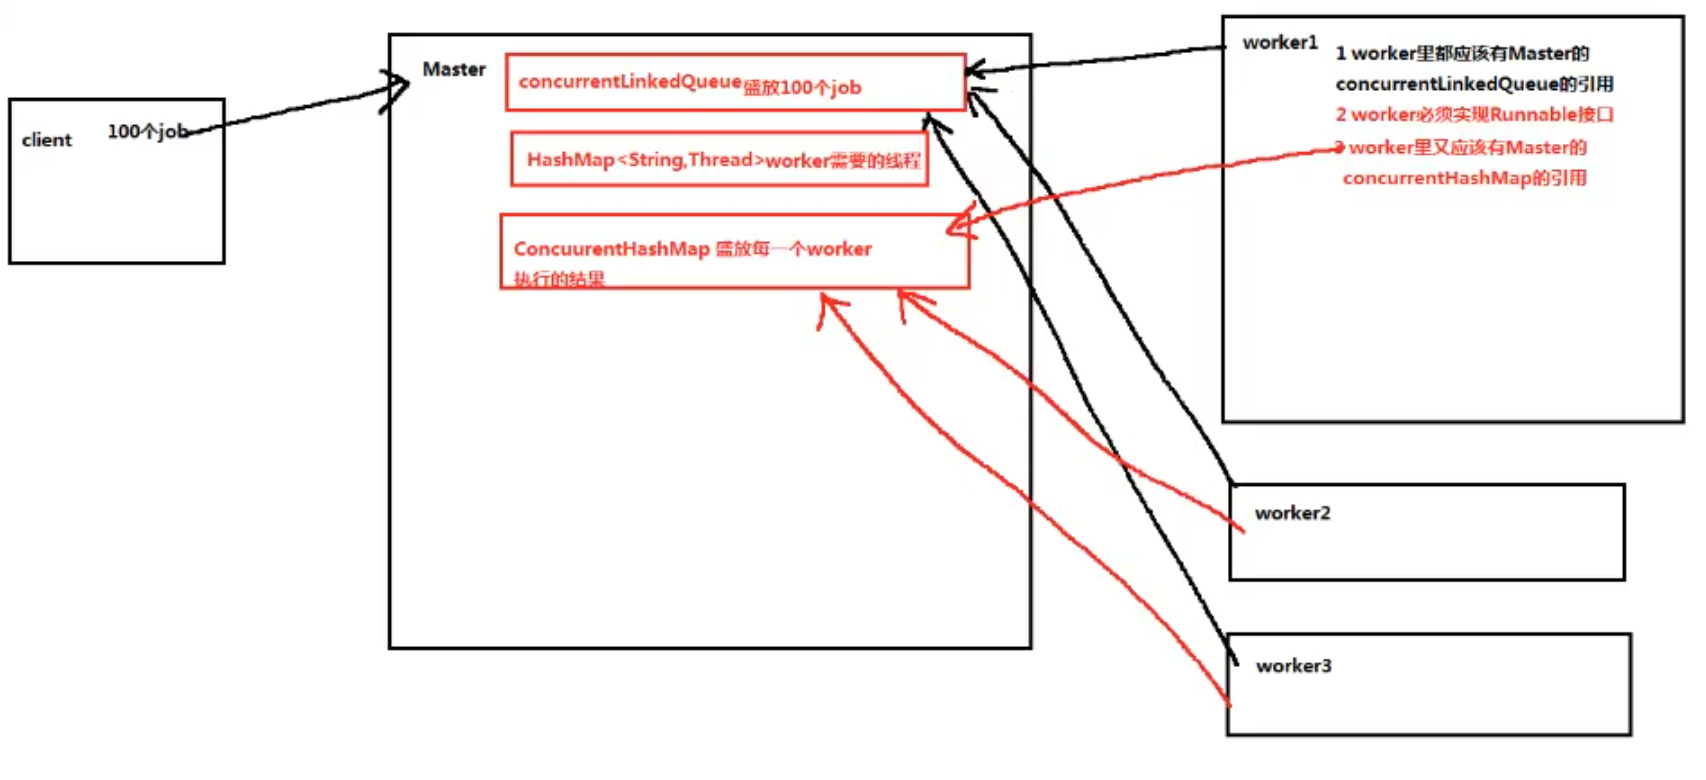 client
100个job
Master
concurrentLinkedQueue盛放100个job
HashMap<String,Thread>worker需要的线程
ConcuurentHashMap 盛放每一个worker
执行的结果
worker1
1 worker里都应该有Master的
concurrentLinkedQueue的引用
2 worker必须实现Runnable接口
3 worker里又应该有Master的
concurrentHashMap的引用
worker2
worker3